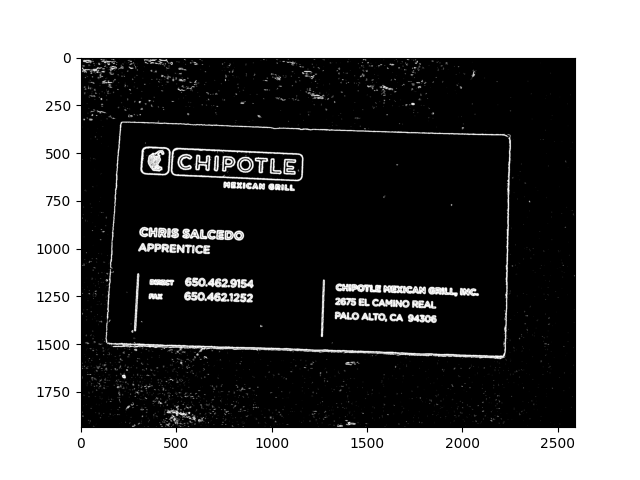 0
250
500
750
1000
1250
1500
1750
CHIPOTLE
MEXICAN GRILL
CHRIS SALCEDO
APPRENTICE
DIRECT 650.462.9154
FAX 650.462.1252
CHIPOTLE MEXICAN GRILL, INC.
2675 EL CAMINO REAL
PALO ALTO, CA 94306
0 500 1000 1500 2000 2500